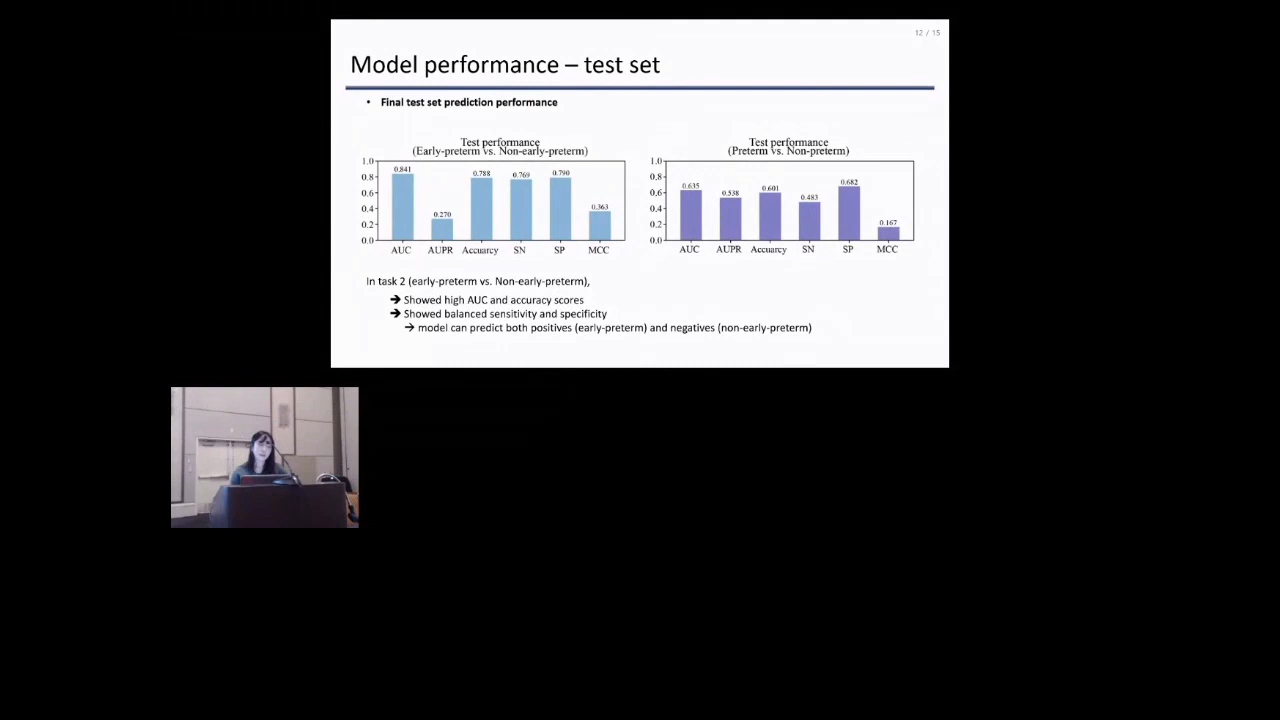 12 / 15
Model performance – test set
• Final test set prediction performance
Test performance
(Early-preterm vs. Non-early-preterm)
1.0
0.8
0.6
0.4
0.2
0.0
0.841
0.270
0.788
0.769
0.790
0.363
AUC AUPR Accuarcy SN SP MCC
Test performance
(Preterm vs. Non-preterm)
1.0
0.8
0.6
0.4
0.2
0.0
0.635
0.538
0.601
0.483
0.682
0.167
AUC AUPR Accuarcy SN SP MCC
In task 2 (early-preterm vs. Non-early-preterm),
➔ Showed high AUC and accuracy scores
➔ Showed balanced sensitivity and specificity
→ model can predict both positives (early-preterm) and negatives (non-early-preterm)